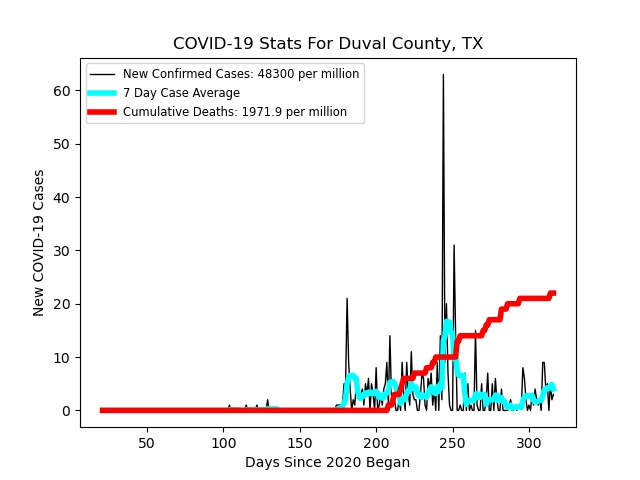 COVID-19 Stats For Duval County, TX
New Confirmed Cases: 48300 per million
7 Day Case Average
Cumulative Deaths: 1971.9 per million
New COVID-19 Cases
60
50
40
30
20
10
0
50 100 150 200 250 300
Days Since 2020 Began